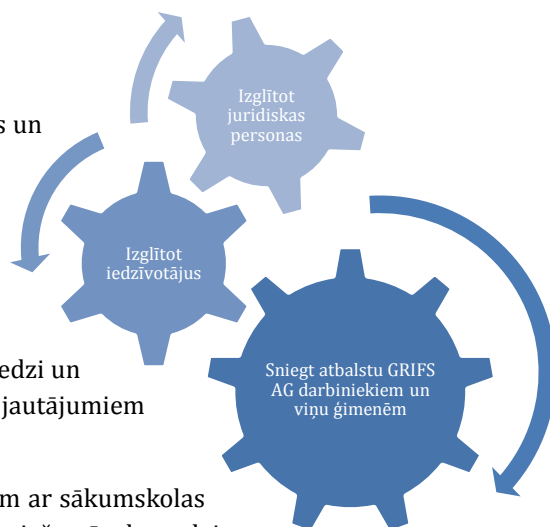 Izglītot
juridiskas
personas
s un
Izglītot
iedzīvotājus
edzi un
jautājumiem
Sniegt atbalstu GRIFS
AG darbiniekiem un
viņu ģimenēm
m ar sākumskolas